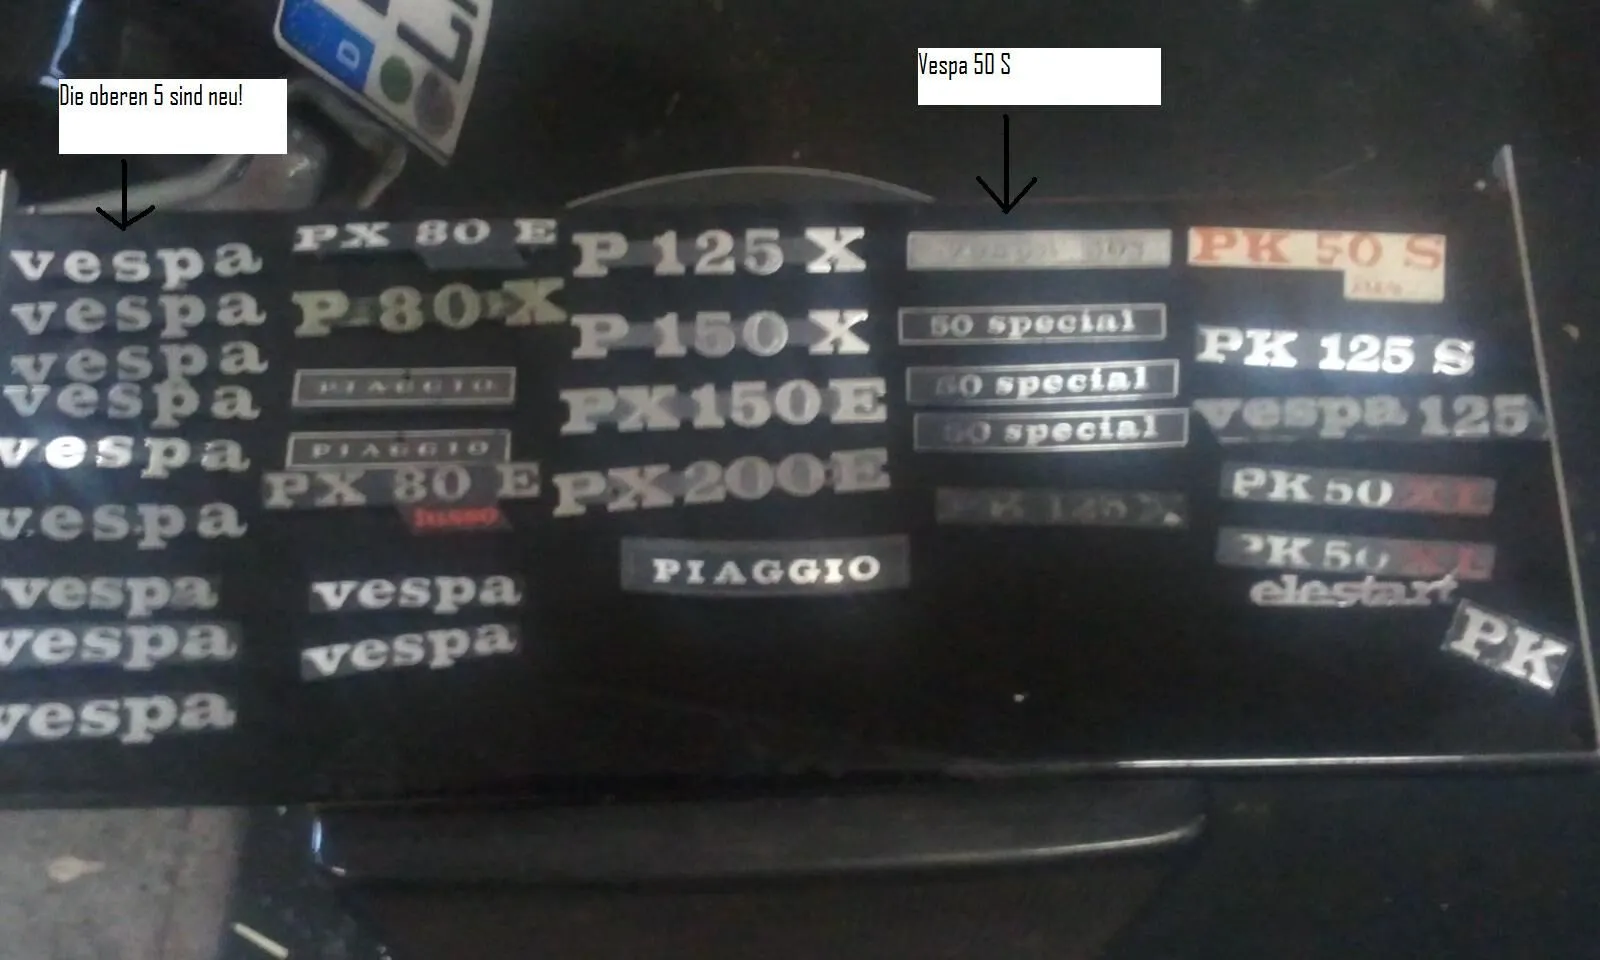 Die oberen 5 sind neu!
Vespa 50 S
vespa
vespa
vespa
vespa
vespa
vespa
vespa
vespa
vespa
PX 80 E
P 80 X
PIAGGIO
PIAGGIO
PX 80 E
lusso
vespa
vespa
P 125 X
P 150 X
PX150E
PX200E
PIAGGIO
50 special
50 special
50 special
PK 50 S
PK 125 S
vespa 125
PK 50 XL
PK 50 XL
elestart
PK